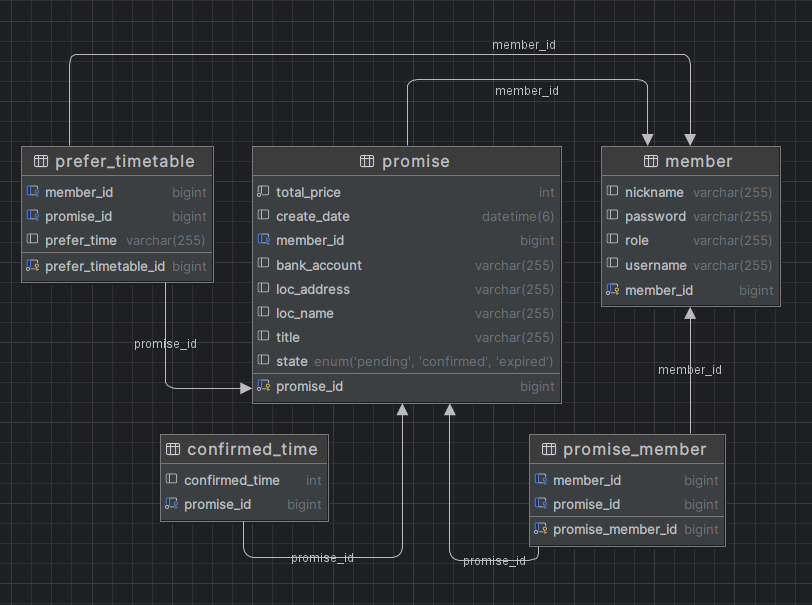 member_id
member_id
prefer_timetable
member_id bigint
promise_id bigint
prefer_time varchar(255)
prefer_timetable_id bigint
promise
total_price int
create_date datetime(6)
member_id bigint
bank_account varchar(255)
loc_address varchar(255)
loc_name varchar(255)
title varchar(255)
state enum('pending', 'confirmed', 'expired')
promise_id bigint
member
nickname varchar(255)
password varchar(255)
role varchar(255)
username varchar(255)
member_id bigint
promise_id
member_id
confirmed_time
confirmed_time int
promise_id bigint
promise_member
member_id bigint
promise_id bigint
promise_member_id bigint
promise_id
promise_id